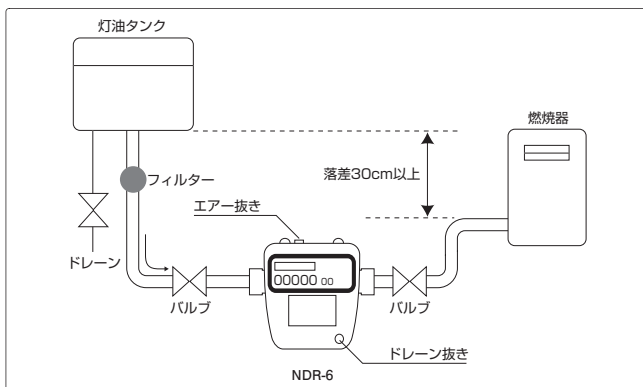 灯油タンク
燃焼器
フィルター
落差30cm以上
エアー抜き
ドレーン
バルブ
00000 00
バルブ
ドレーン抜き
NDR-6